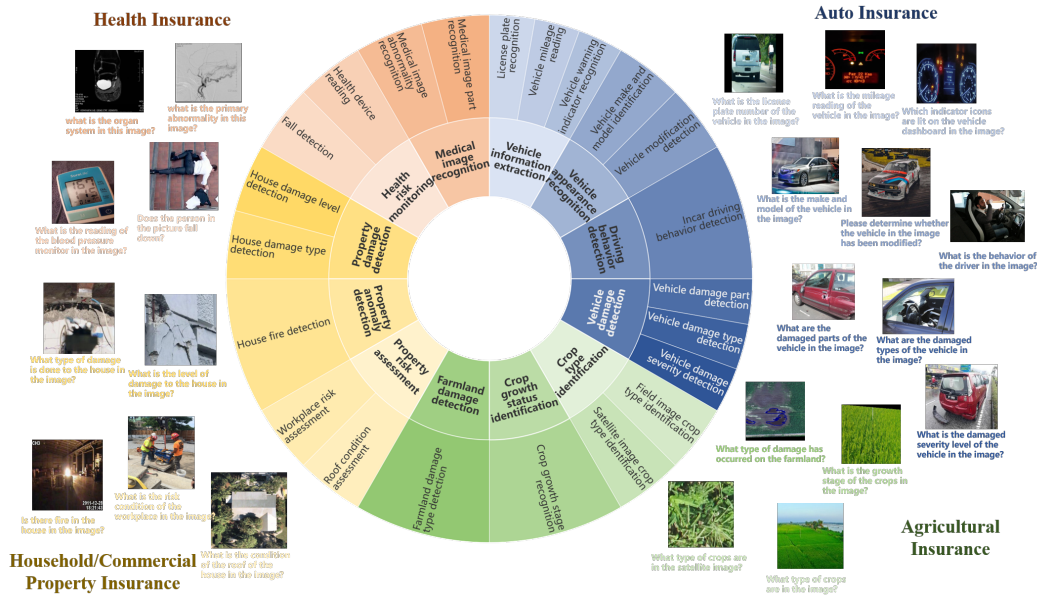 Health Insurance
what is the organ
system in this image?
what is the primary
abnormality in this
image?
What is the reading of
the blood pressure
monitor in the image?
Does the person in
the picture fall
down?
Auto Insurance
What is the license
plate number of the
vehicle in the image?
What is the mileage
reading of the
vehicle in the image?
Which indicator icons
are lit on the vehicle
dashboard in the image?
What is the make and
model of the vehicle in
the image?
Please determine whether
the vehicle in the image
has been modified?
What is the behavior of
the driver in the image?
What are the
damaged parts of the
vehicle in the image?
What are the damaged
types of the vehicle in
the image?
What is the damaged
severity level of the
vehicle in the image?
Medical image part
recognition
Medical image
abnormality
recognition
Health device
reading
Fall detection
License plate
recognition
Vehicle mileage
reading
Vehicle warning
indicator recognition
Vehicle make and
model identification
Vehicle modification
detection
Incar driving
behavior detection
Vehicle damage part
detection
Vehicle damage type
detection
Vehicle damage
severity detection
House damage level
detection
House damage type
detection
House fire detection
Workplace risk
assessment
Roof condition
assessment
Farmland damage
type detection
Crop growth stage
recognition
Satellite image crop
type identification
Field image crop
type identification
Medical
image
recognition
Health
risk
monitoring
Vehicle
information
extraction
Vehicle
appearance
recognition
Driving
behavior
detection
Vehicle
damage
detection
Property
damage
detection
Property
anomaly
detection
Property
risk
assessment
Farmland
damage
detection
Crop
growth
status
identification
Crop
type
identification
What type of damage
is done to the house in
the image?
What is the level of
damage to the house in
the image?
CH3
2011-12-25
Is there fire in the
house in the image?
What is the risk
condition of the
workplace in the image?
What is the condition
of the roof of the
house in the image?
Household/Commercial
Property Insurance
What type of damage has
occurred on the farmland?
What is the growth
stage of the crops in
the image?
What type of crops are
in the satellite image?
What type of crops
are in the image?
Agricultural
Insurance